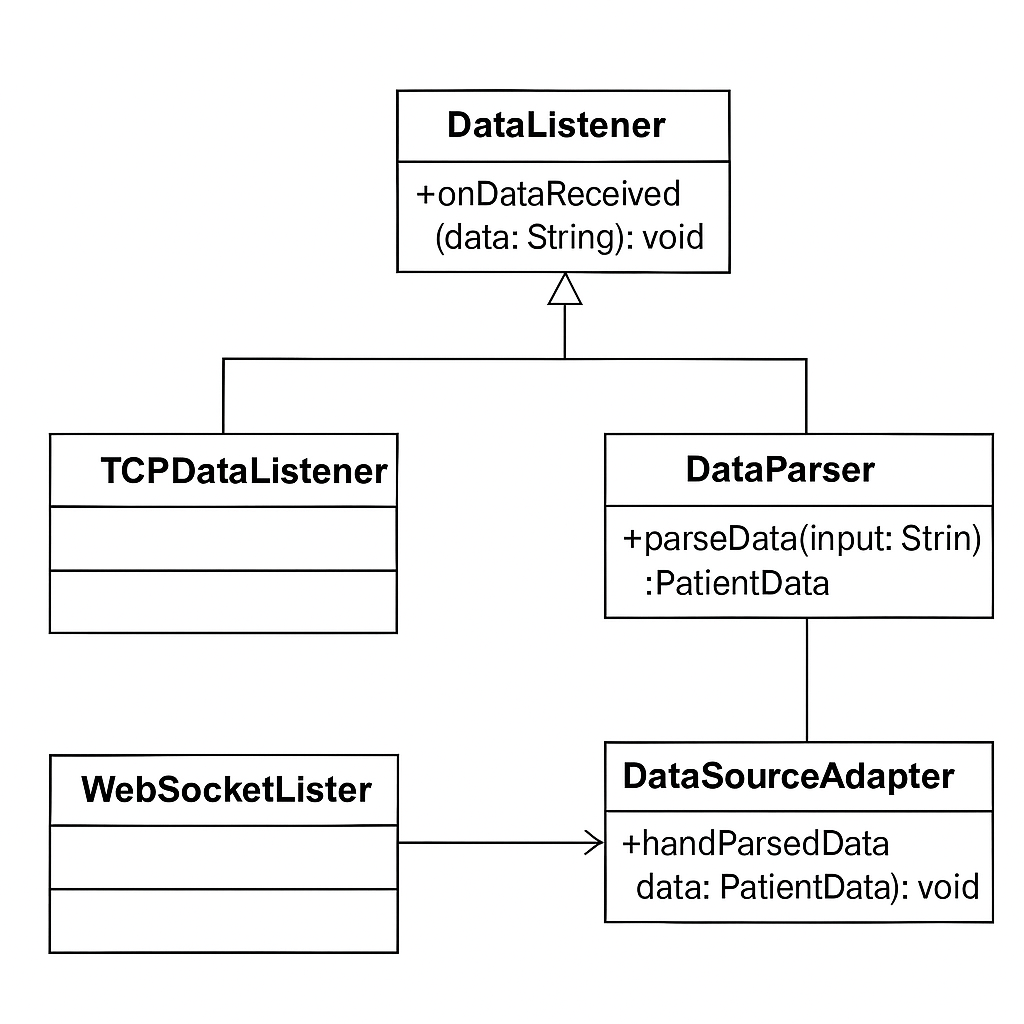 DataListener
+onDataReceived
(data: String): void
TCPDataListener
DataParser
+parseData(input: Strin)
:PatientData
WebSocketLister
DataSourceAdapter
+handParsedData
data: PatientData): void